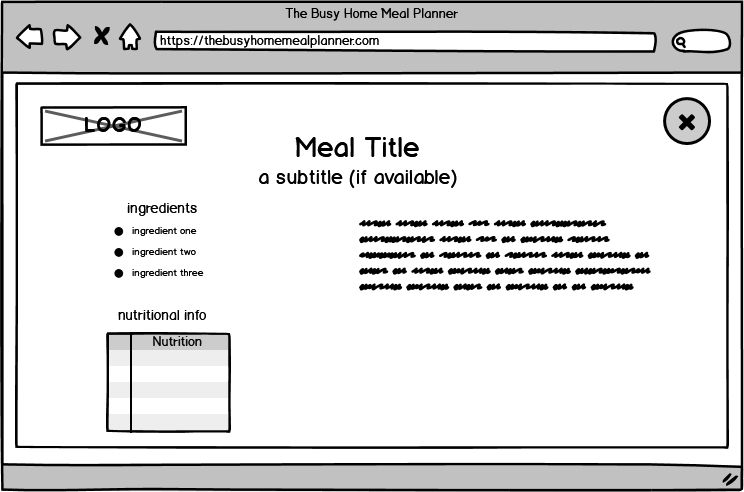 The Busy Home Meal Planner
https://thebusyhomemealplanner.com
LOGO
Meal Title
a subtitle (if available)
ingredients
ingredient one
ingredient two
ingredient three
nutritional info
Nutrition